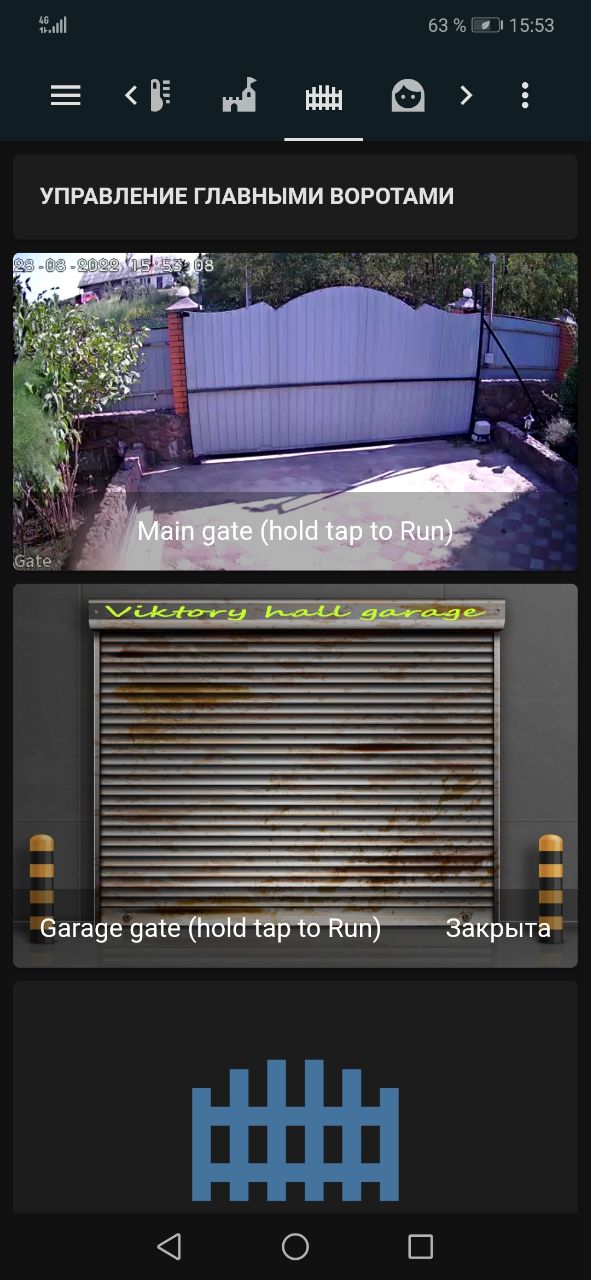 4G
63 % 15:53
УПРАВЛЕНИЕ ГЛАВНЫМИ ВОРОТАМИ
28-08-2022 15:53:08
Main gate (hold tap to Run)
Gate
Viktory hall garage
Garage gate (hold tap to Run) Закрыта